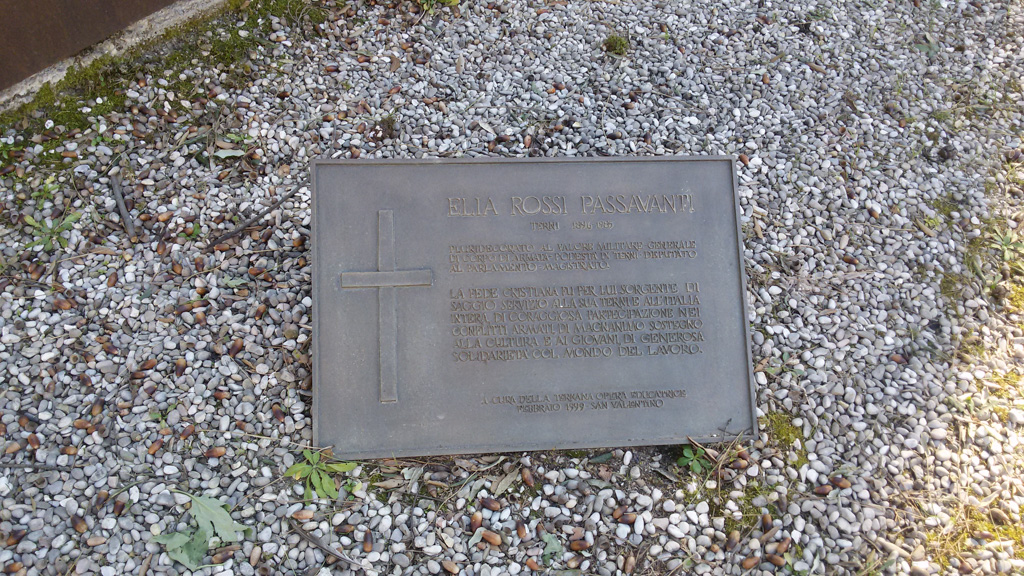 ELIA ROSSI PASSAVANTI
TERNI
PLURIDECORATO AL VALORE MILITARE GENERALE
DI CORPO D'ARMATA PODESTÀ DI TERNI DEPUTATO
AL PARLAMENTO MAGISTRATO.
LA FEDE CRISTIANA FU PER LUI SORGENTE DI
SAGGIO SERVIZIO ALLA SUA TERNI E ALL'ITALIA
INTERA DI CORAGGIOSA PARTECIPAZIONE NEI
CONFLITTI ARMATI DI MAGNANIMO SOSTEGNO
ALLA CULTURA E AI GIOVANI DI GENEROSA
SOLIDARIETÀ COL MONDO DEL LAVORO.
A CURA DELLA TERNANA OPERA EDUCATRICE
FEBBRAIO 1999 SAN VALENTINO